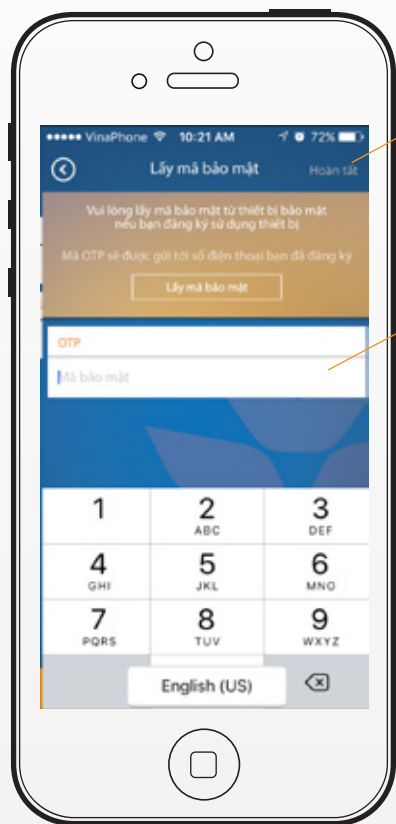 VinaPhone 10:21 AM 72%
Lấy mã bảo mật Hoàn tất
Vui lòng lấy mã bảo mật từ thiết bị bảo mật
nếu bạn đăng ký sử dụng thiết bị
Mã OTP sẽ được gửi tới số điện thoại bạn đã đăng ký
Lấy mã bảo mật
OTP
Mã bảo mật
1 2 3
ABC DEF
4 5 6
GHI JKL MNO
7 8 9
PQRS TUV WXYZ
English (US)